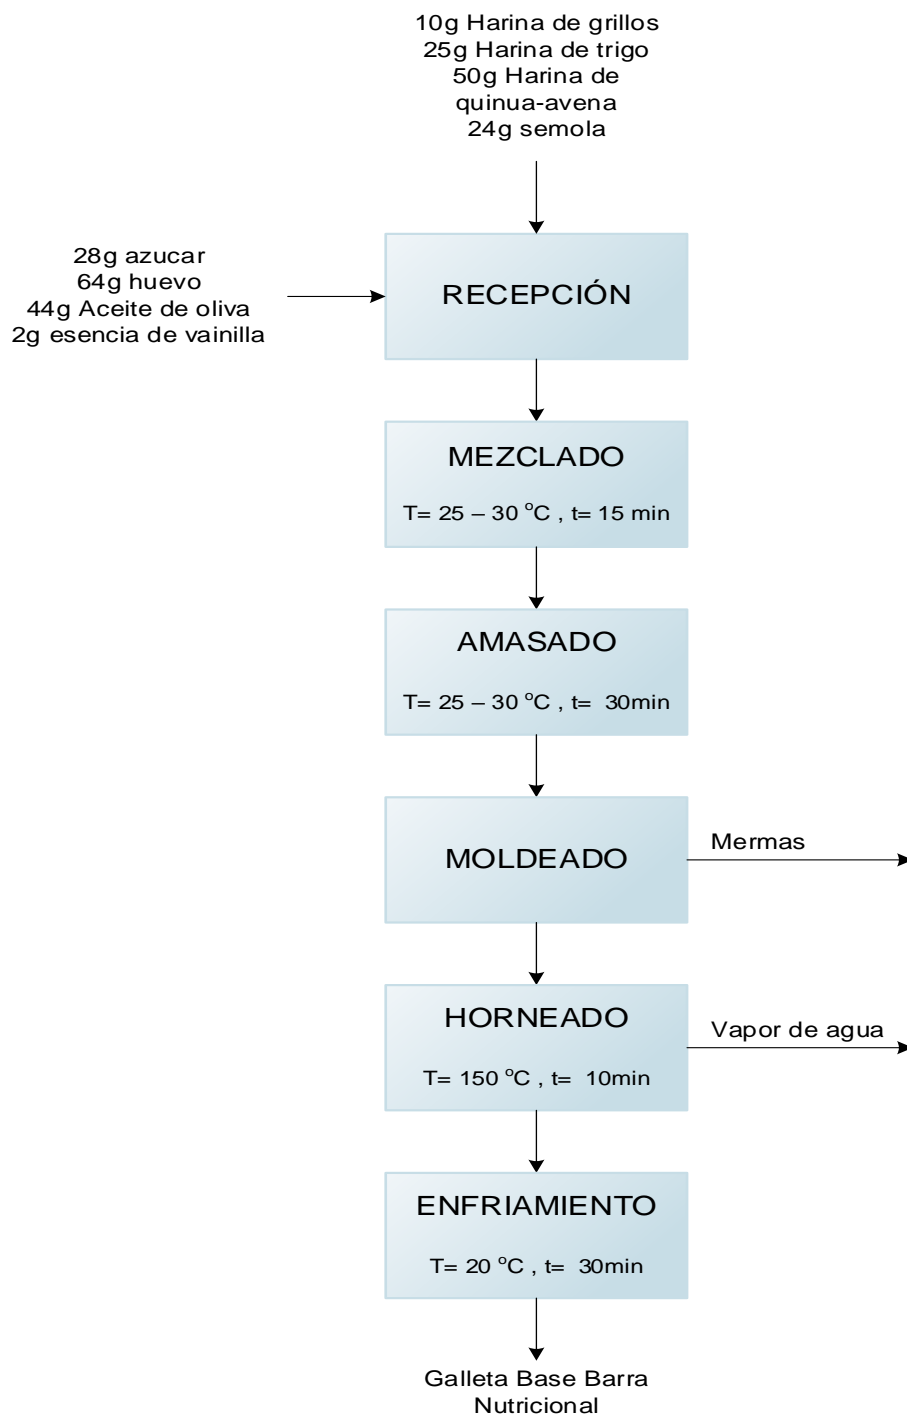 10g Harina de grillos
25g Harina de trigo
50g Harina de
quinua-avena
24g semola
28g azucar
64g huevo
44g Aceite de oliva
2g esencia de vainilla
RECEPCIÓN
MEZCLADO
T= 25 – 30 °C , t= 15 min
AMASADO
T= 25 – 30 °C , t= 30min
MOLDEADO
Mermas
HORNEADO
T= 150 °C , t= 10min
Vapor de agua
ENFRIAMIENTO
T= 20 °C , t= 30min
Galleta Base Barra
Nutricional